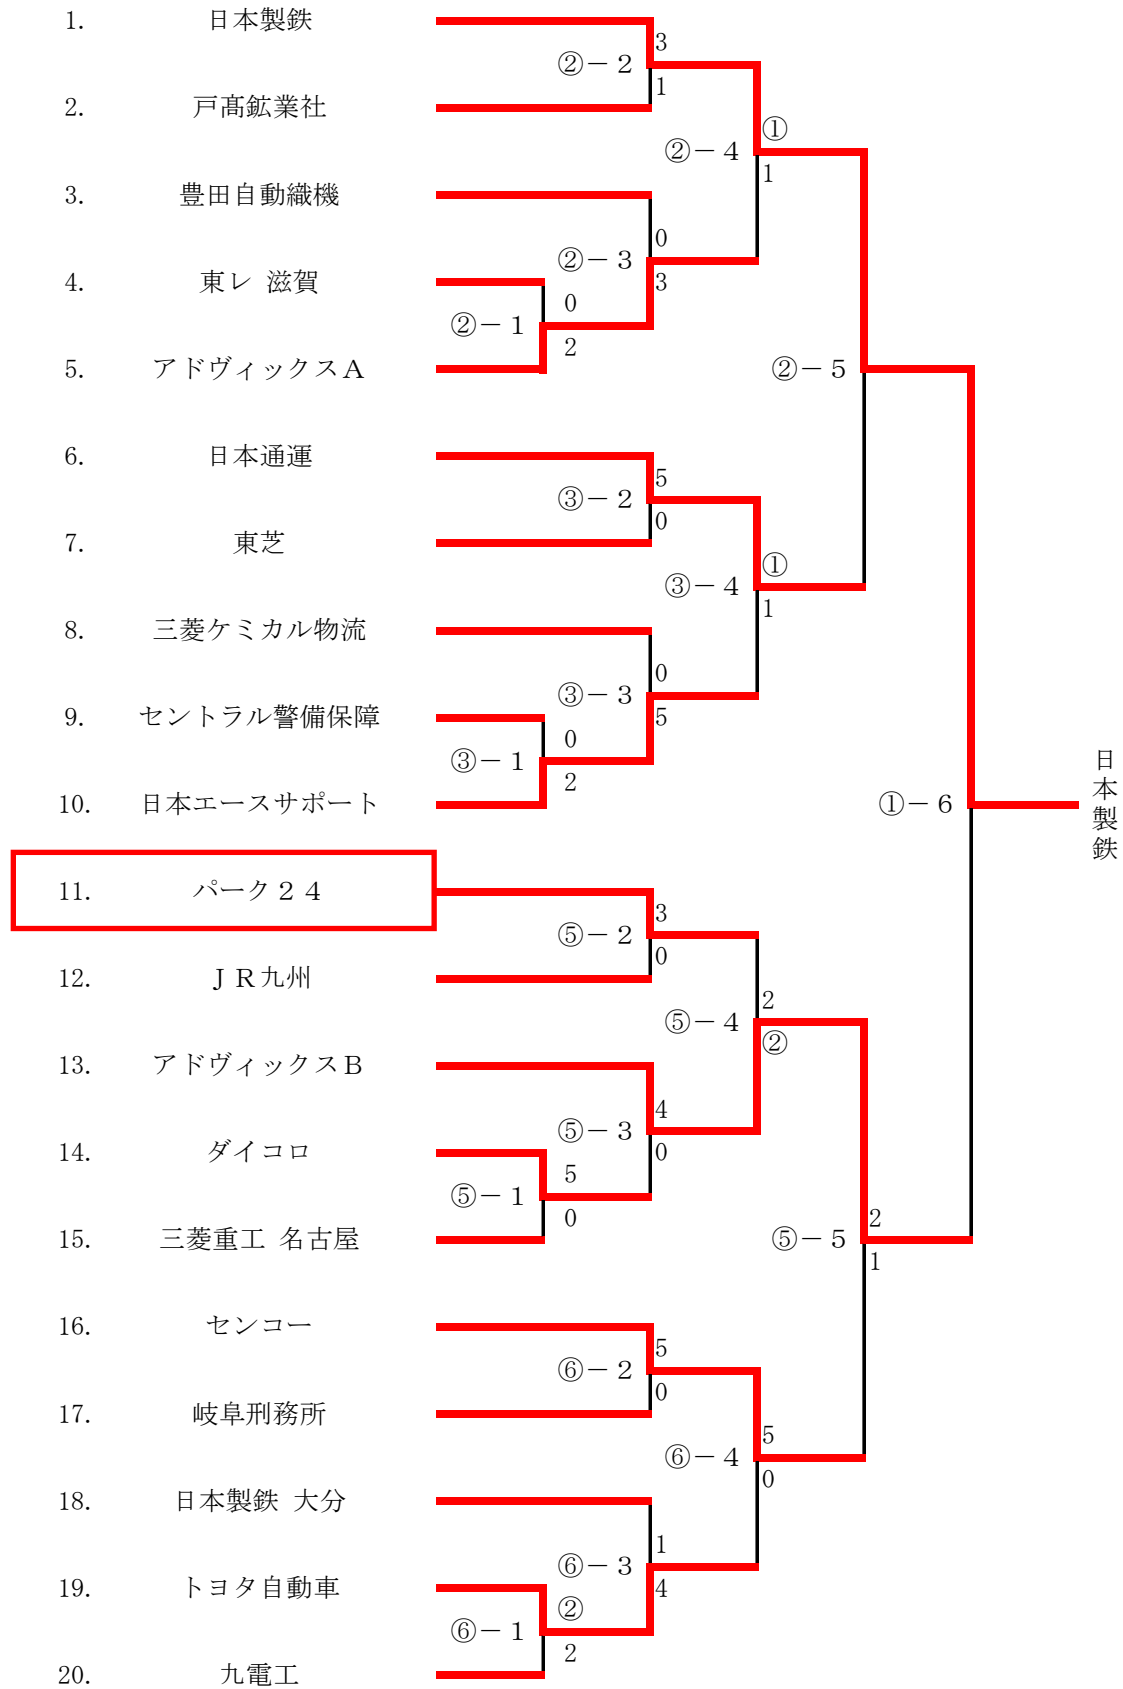 1. 日本製鉄
3
②－２
1
2. 戸髙鉱業社
①
②－４
1
3. 豊田自動織機
0
②－３
3
4. 東レ 滋賀
0
②－１
2
5. アドヴィックスＡ
②－５
6. 日本通運
5
③－２
0
7. 東芝
①
③－４
1
8. 三菱ケミカル物流
0
③－３
5
9. セントラル警備保障
0
③－１
2
10. 日本エースサポート
①－６
日本製鉄
11. パーク２４
3
⑤－２
0
12. ＪＲ九州
2
⑤－４
②
13. アドヴィックスＢ
4
⑤－３
0
14. ダイコロ
5
⑤－１
0
15. 三菱重工 名古屋
2
⑤－５
1
16. センコー
5
⑥－２
0
17. 岐阜刑務所
5
⑥－４
0
18. 日本製鉄 大分
1
⑥－３
4
19. トヨタ自動車
②
⑥－１
2
20. 九電工